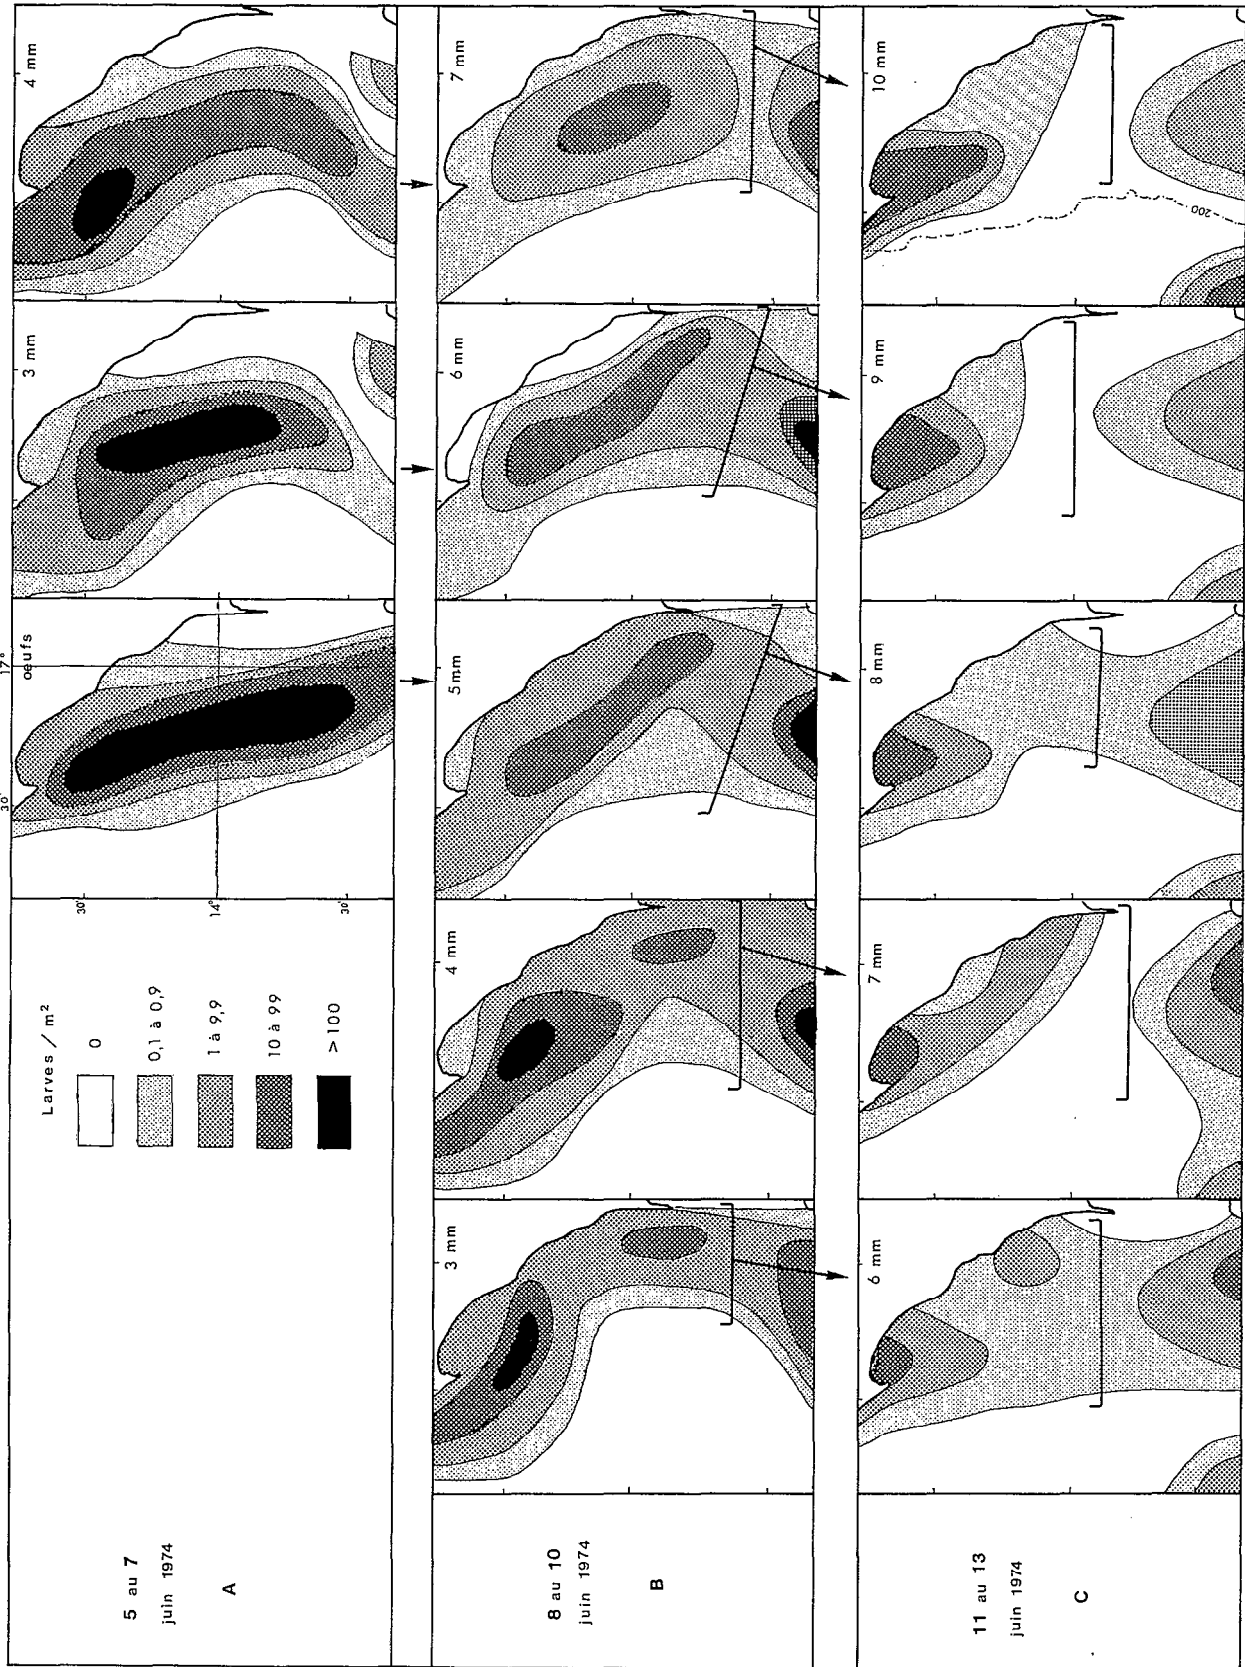 5 au 7
juin 1974
A
Larves / m²
0
0,1 à 0,9
1 à 9,9
10 à 99
>100
oeufs
17°
30'
30'
14°
30'
3 mm
4 mm
8 au 10
juin 1974
B
3 mm
4 mm
5 mm
6 mm
7 mm
11 au 13
juin 1974
C
6 mm
7 mm
8 mm
9 mm
10 mm
200